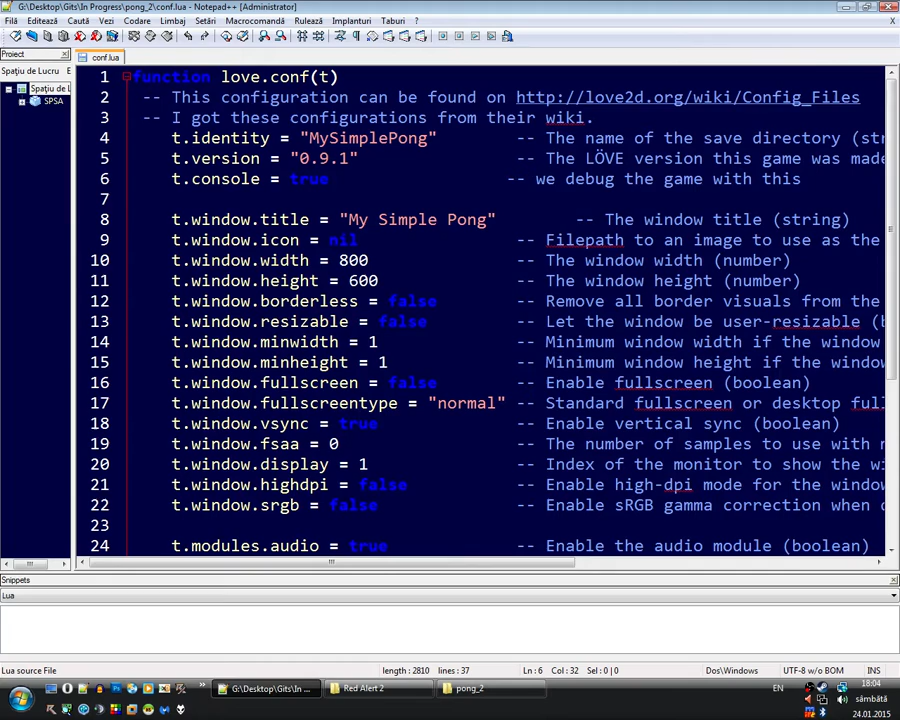 G:\Desktop\Gits\In Progress\pong_2\conf.lua - Notepad++ [Administrator]
Filă Editează Caută Vezi Codare Limbaj Setări Macrocomandă Rulează Implanturi Taburi ? X
Proiect
conf.lua
Spațiu de Lucru E
Spațiu de L
SPSA
1 function love.conf(t)
2 -- This configuration can be found on http://love2d.org/wiki/Config_Files
3 -- I got these configurations from their wiki.
4 t.identity = "MySimplePong" -- The name of the save directory (str
5 t.version = "0.9.1" -- The LÖVE version this game was made
6 t.console = true -- we debug the game with this
7
8 t.window.title = "My Simple Pong" -- The window title (string)
9 t.window.icon = nil -- Filepath to an image to use as the
10 t.window.width = 800 -- The window width (number)
11 t.window.height = 600 -- The window height (number)
12 t.window.borderless = false -- Remove all border visuals from the
13 t.window.resizable = false -- Let the window be user-resizable (b
14 t.window.minwidth = 1 -- Minimum window width if the window
15 t.window.minheight = 1 -- Minimum window height if the window
16 t.window.fullscreen = false -- Enable fullscreen (boolean)
17 t.window.fullscreentype = "normal" -- Standard fullscreen or desktop full
18 t.window.vsync = true -- Enable vertical sync (boolean)
19 t.window.fsaa = 0 -- The number of samples to use with
20 t.window.display = 1 -- Index of the monitor to show the wi
21 t.window.highdpi = false -- Enable high-dpi mode for the window
22 t.window.srgb = false -- Enable sRGB gamma correction when
23
24 t.modules.audio = true -- Enable the audio module (boolean)
Snippets
Lua
Lua source File length : 2810 lines : 37 Ln : 6 Col : 32 Sel : 0 | 0 Dos\Windows UTF-8 w/o BOM INS
G:\Desktop\Gits\In ... Red Alert 2 pong_2 EN 18:04
sâmbătă
24.01.2015